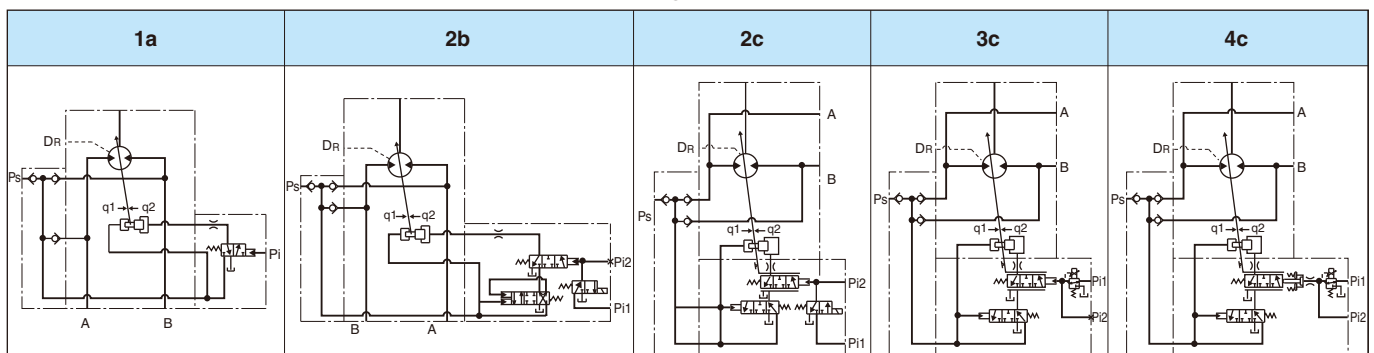 1a
2b
2c
3c
4c
DR
Ps
q1 q2
Pi
A B
DR
Ps
q1 q2
Pi2
Pi1
B A
A
DR
B
Ps
q1 q2
Pi2
Pi1
A
DR
B
Ps
q1 q2
Pi1
Pi2
A
DR
B
Ps
q1 q2
Pi1
Pi2